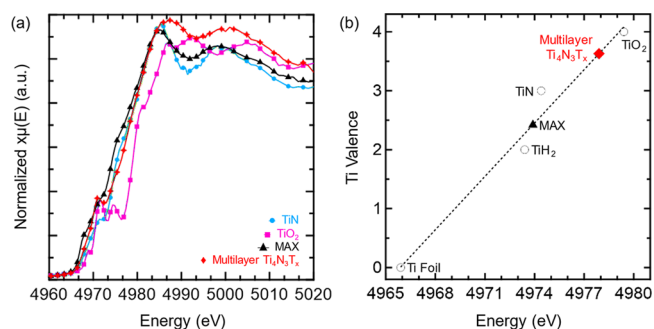 (a)
Normalized xμ(E) (a.u.)
TiN
TiO₂
MAX
Multilayer Ti₄N₃Tₓ
4960 4970 4980 4990 5000 5010 5020
Energy (eV)
(b)
Ti Valence
4
3
2
1
0
Multilayer
Ti₄N₃Tₓ
TiO₂
TiN
MAX
TiH₂
Ti Foil
4965 4968 4971 4974 4977 4980
Energy (eV)